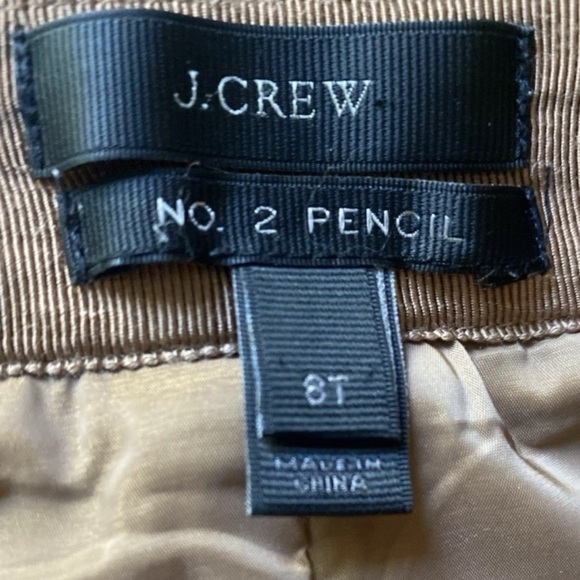 J.CREW
NO. 2 PENCIL
8T
MADE IN
CHINA